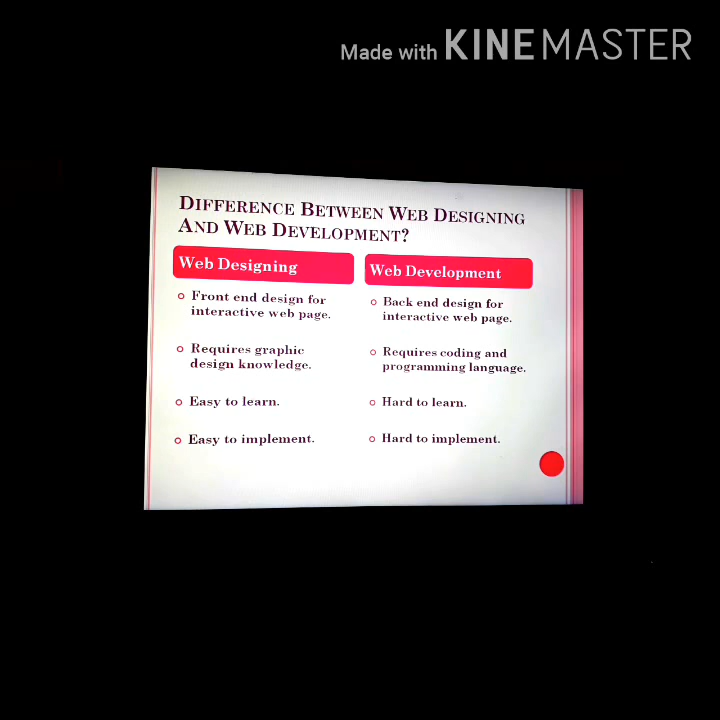 Made with KINEMASTER
DIFFERENCE BETWEEN WEB DESIGNING
AND WEB DEVELOPMENT?
Web Designing
Front end design for
interactive web page.
Requires graphic
design knowledge.
Easy to learn.
Easy to implement.
Web Development
Back end design for
interactive web page.
Requires coding and
programming language.
Hard to learn.
Hard to implement.